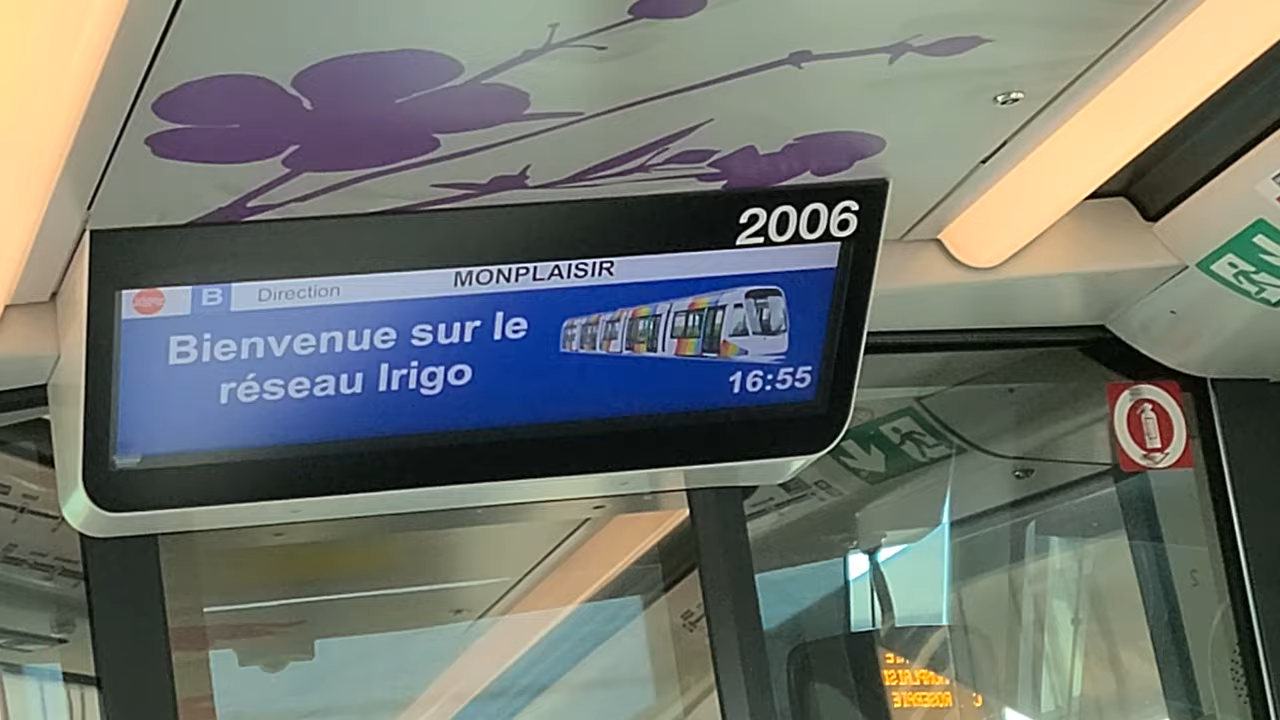 2006
B Direction MONPLAISIR
Bienvenue sur le
réseau Irigo
16:55